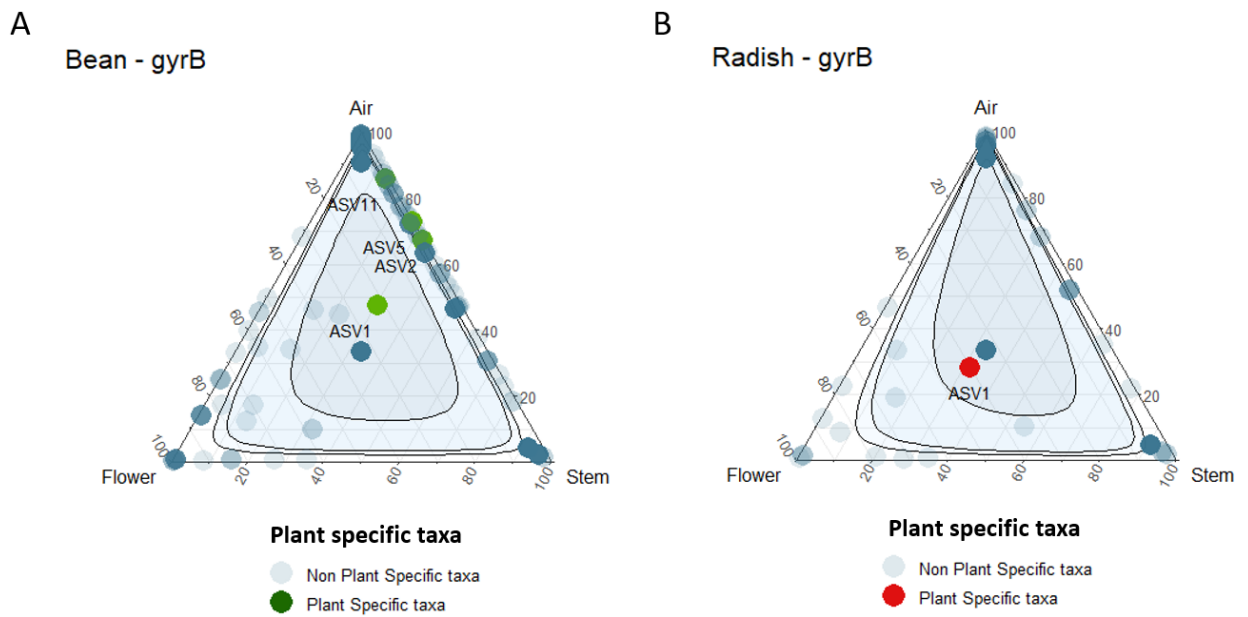 A
Bean - gyrB
Air
100
20
80
ASV11
40
ASV5
ASV2
60
60
ASV1
40
80
20
100
Flower
20
40
60
80
100
Stem
Plant specific taxa
Non Plant Specific taxa
Plant Specific taxa
B
Radish - gyrB
Air
100
20
80
40
60
60
40
80
ASV1
20
100
Flower
20
40
60
80
100
Stem
Plant specific taxa
Non Plant Specific taxa
Plant Specific taxa